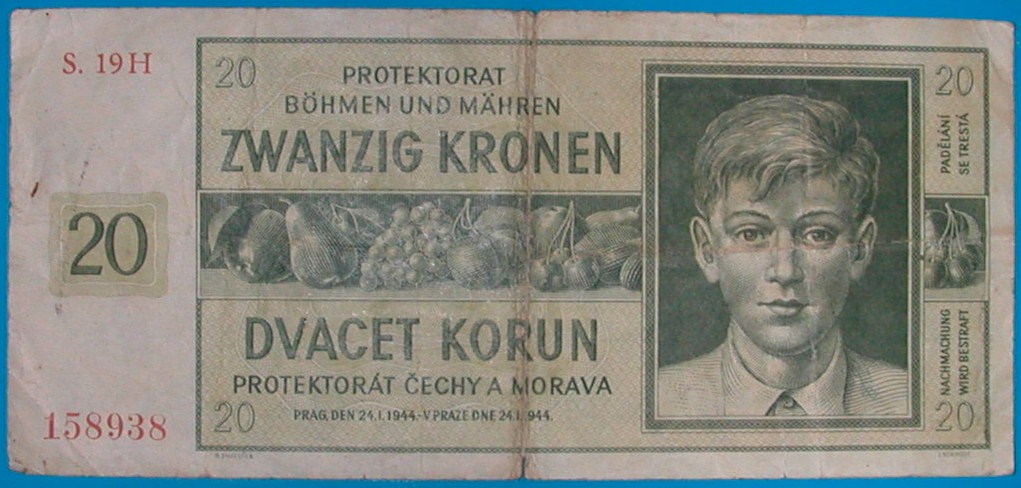 S. 19H
20
PROTEKTORAT
BÖHMEN UND MÄHREN
ZWANZIG KRONEN
20
PADĚLÁNÍ
SE TRESTÁ
20
DVACET KORUN
PROTEKTORÁT ČECHY A MORAVA
PRAG, DEN 24.I.1944.-V PRAZE DNE 24.I.1944.
NACHMACHUNG
WIRD BESTRAFT
158938
20
20